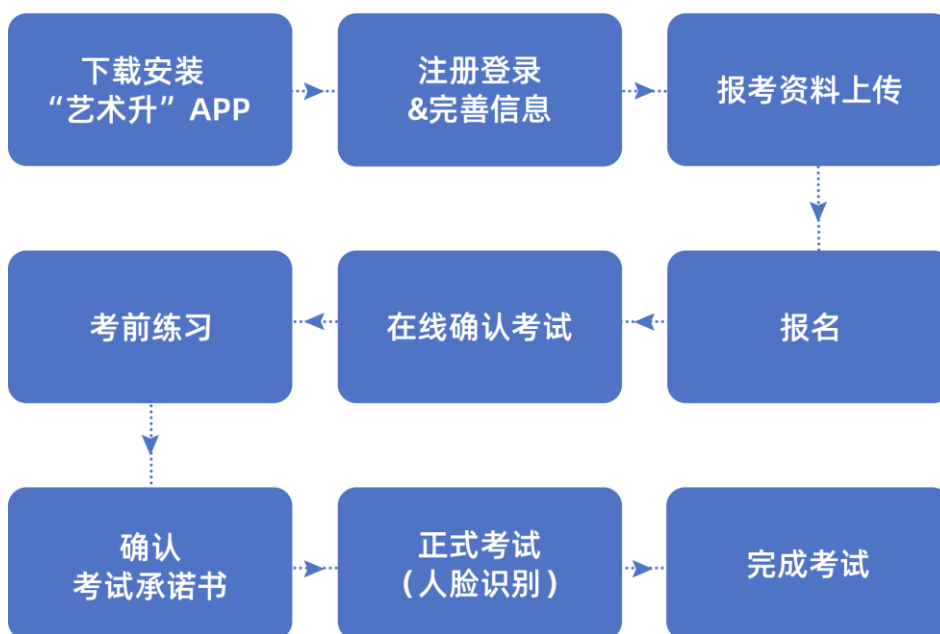 下载安装
“艺术升”APP
注册登录
&完善信息
报考资料上传
报名
在线确认考试
考前练习
确认
考试承诺书
正式考试
（人脸识别）
完成考试